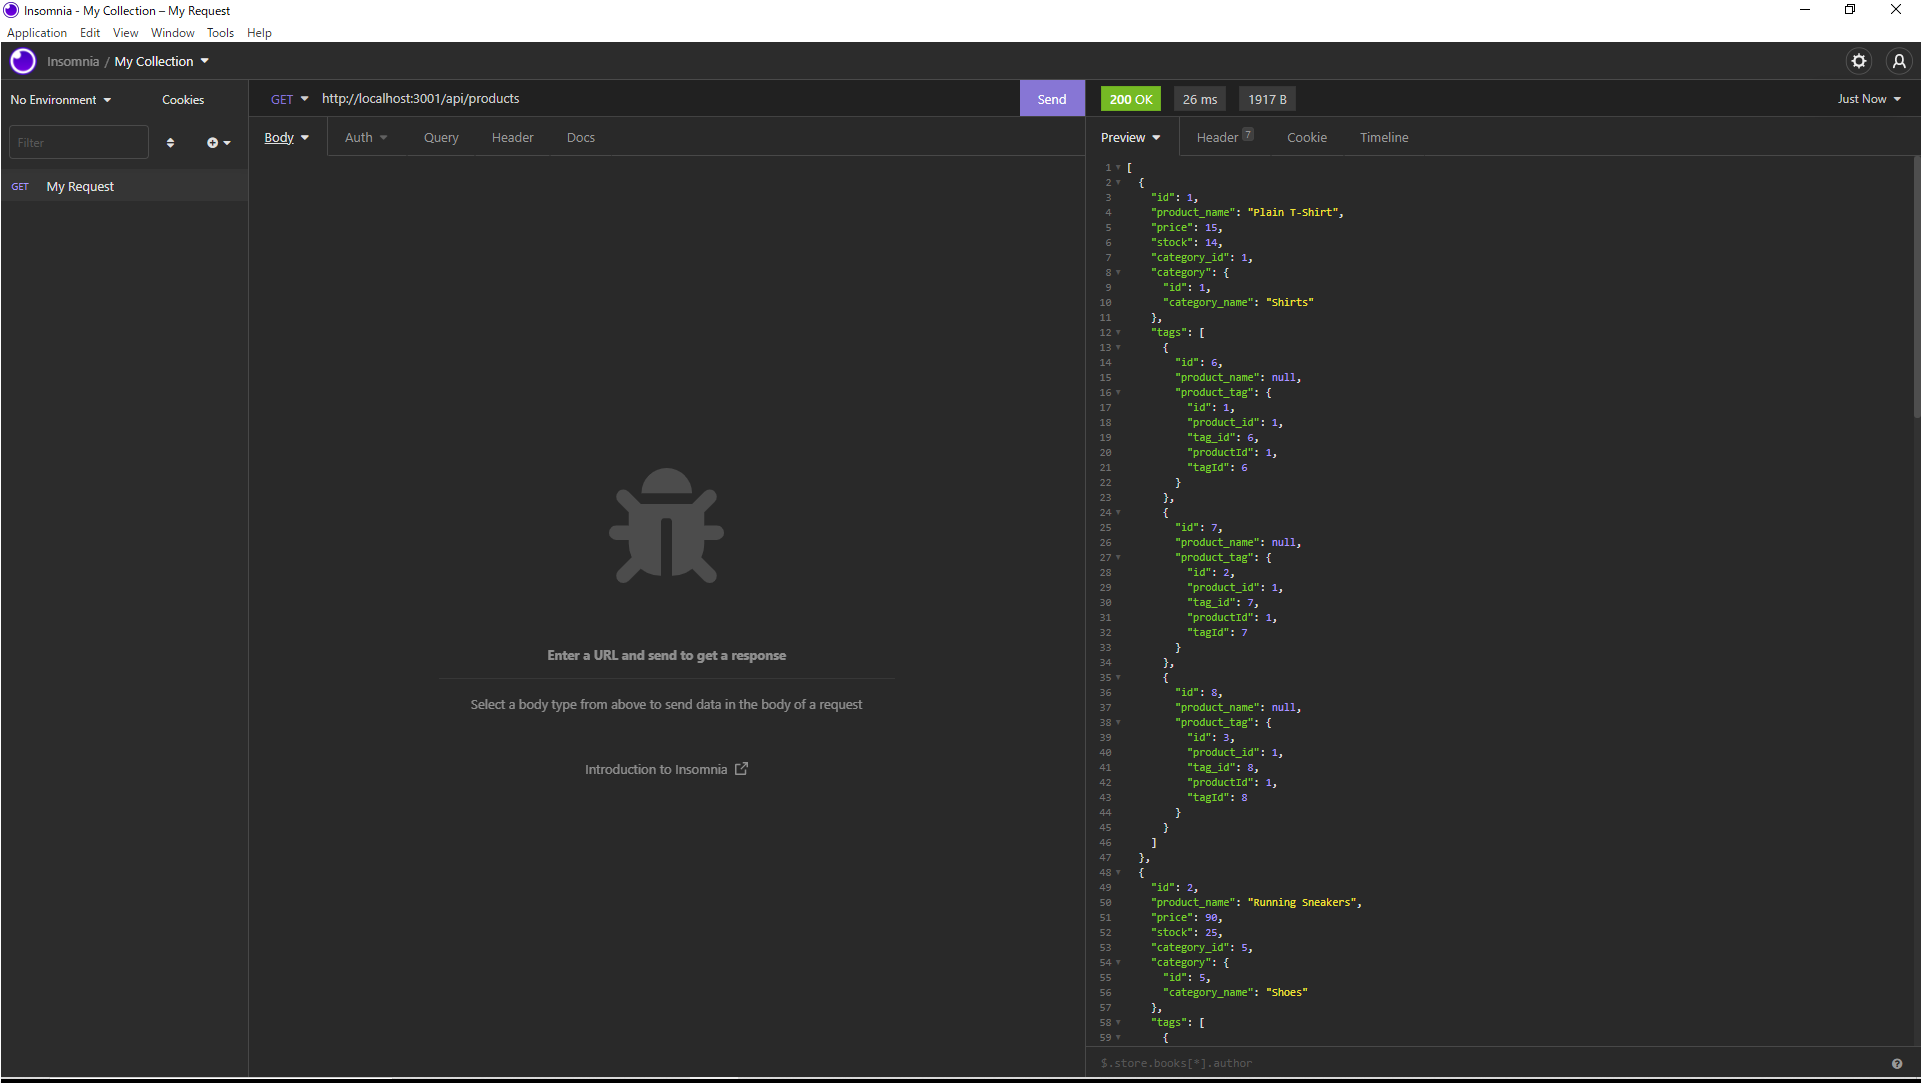 Insomnia - My Collection – My Request
Application Edit View Window Tools Help
Insomnia / My Collection
No Environment Cookies
GET http://localhost:3001/api/products Send
200 OK 26 ms 1917 B Just Now
Filter
Body Auth Query Header Docs
Preview Header 7 Cookie Timeline
GET My Request
Enter a URL and send to get a response
Select a body type from above to send data in the body of a request
Introduction to Insomnia
1 [
2 {
3 "id": 1,
4 "product_name": "Plain T-Shirt",
5 "price": 15,
6 "stock": 14,
7 "category_id": 1,
8 "category": {
9 "id": 1,
10 "category_name": "Shirts"
11 },
12 "tags": [
13 {
14 "id": 6,
15 "product_name": null,
16 "product_tag": {
17 "id": 1,
18 "product_id": 1,
19 "tag_id": 6,
20 "productId": 1,
21 "tagId": 6
22 }
23 },
24 {
25 "id": 7,
26 "product_name": null,
27 "product_tag": {
28 "id": 2,
29 "product_id": 1,
30 "tag_id": 7,
31 "productId": 1,
32 "tagId": 7
33 }
34 },
35 {
36 "id": 8,
37 "product_name": null,
38 "product_tag": {
39 "id": 3,
40 "product_id": 1,
41 "tag_id": 8,
42 "productId": 1,
43 "tagId": 8
44 }
45 }
46 ]
47 },
48 {
49 "id": 2,
50 "product_name": "Running Sneakers",
51 "price": 90,
52 "stock": 25,
53 "category_id": 5,
54 "category": {
55 "id": 5,
56 "category_name": "Shoes"
57 },
58 "tags": [
59 {
$.store.books[*].author